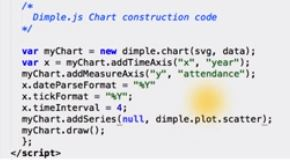 /*
Dimple.js Chart construction code
*/
var myChart = new dimple.chart(svg, data);
var x = myChart.addTimeAxis("x", "year");
myChart.addMeasureAxis("y", "attendance");
x.dateParseFormat = "%Y"
x.tickFormat = "%Y";
x.timeInterval = 4;
myChart.addSeries(null, dimple.plot.scatter);
myChart.draw();
};
</script>